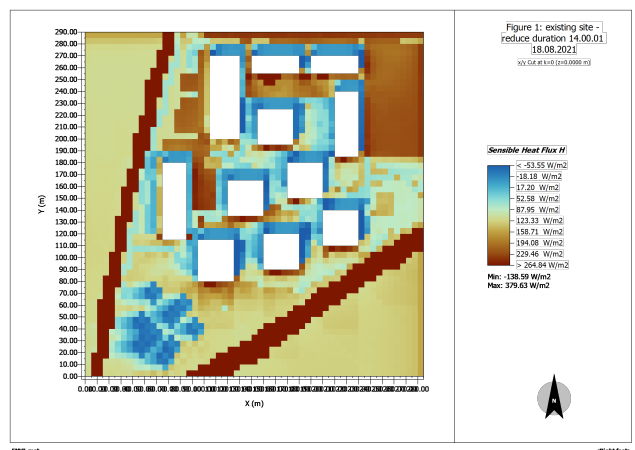 Figure 1: existing site -
reduce duration 14.00.01
18.08.2021
x/y Cut at k=0 (z=0.0000 m)
290.00
280.00
270.00
260.00
250.00
240.00
230.00
220.00
210.00
200.00
190.00
180.00
170.00
160.00
150.00
140.00
130.00
120.00
110.00
100.00
90.00
80.00
70.00
60.00
50.00
40.00
30.00
20.00
10.00
0.00
Y (m)
X (m)
Sensible Heat Flux H
< -53.55 W/m2
-18.18 W/m2
17.20 W/m2
52.58 W/m2
87.95 W/m2
123.33 W/m2
158.71 W/m2
194.08 W/m2
229.46 W/m2
> 264.84 W/m2
Min: -138.59 W/m2
Max: 379.63 W/m2
N